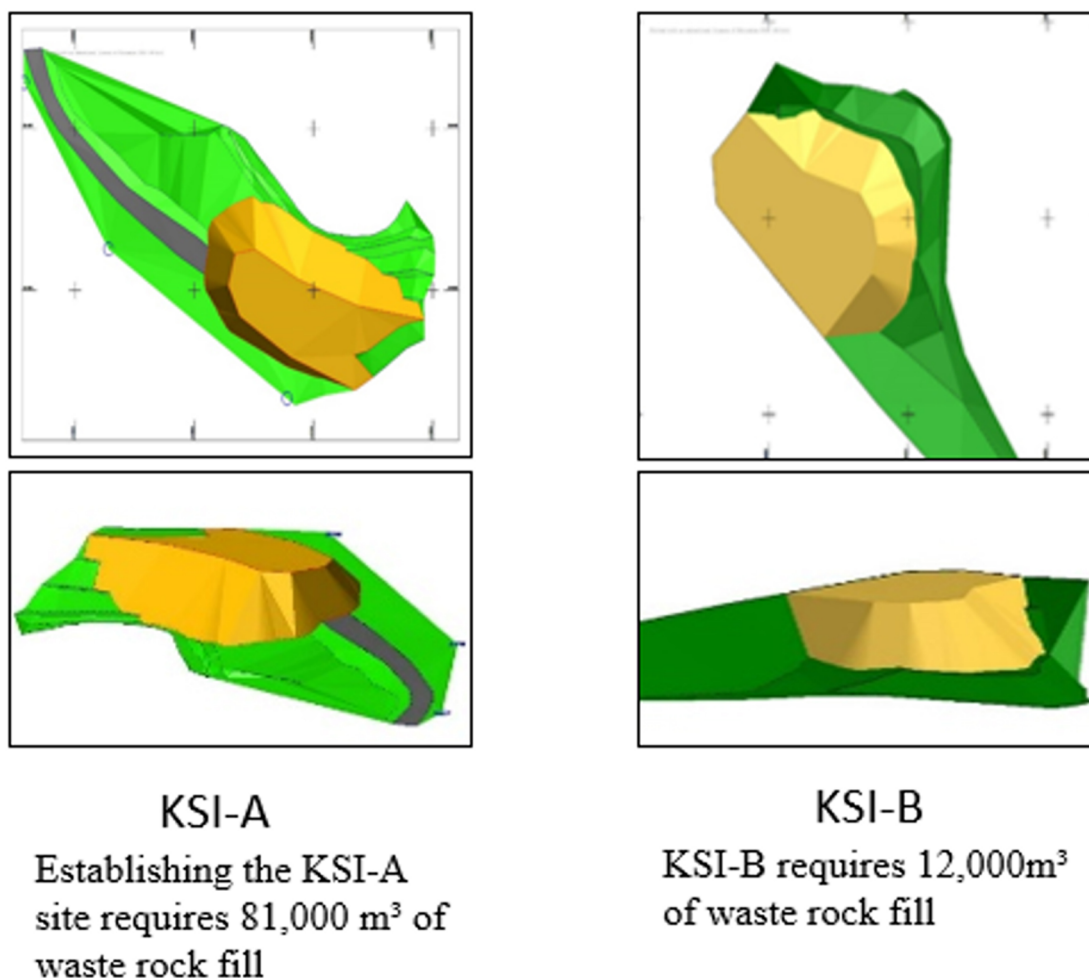 KSI-A
Establishing the KSI-A
site requires 81,000 m³ of
waste rock fill
KSI-B
KSI-B requires 12,000m³
of waste rock fill